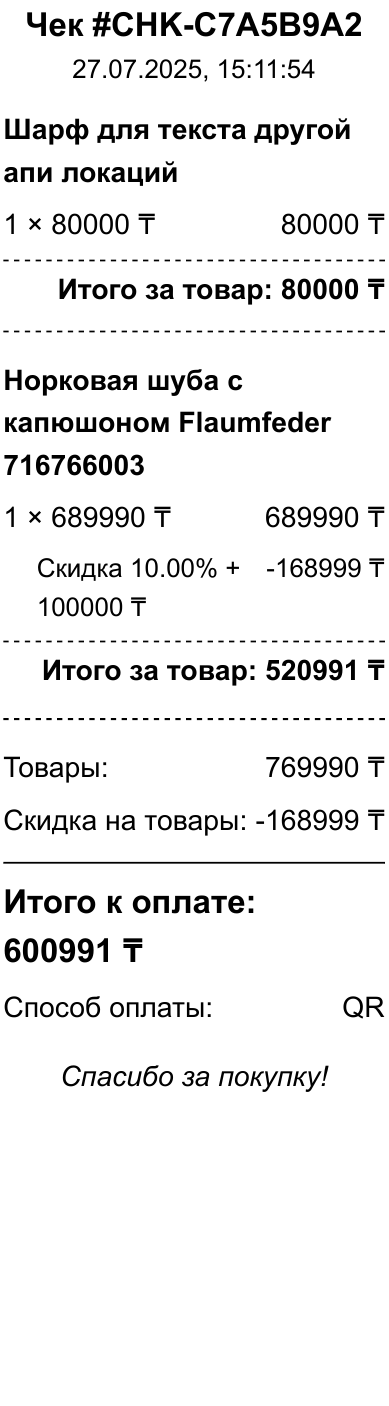 Чек #CHK-C7A5B9A2
27.07.2025, 15:11:54
Шарф для текста другой
апи локаций
1 × 80000 ₸ 80000 ₸
Итого за товар: 80000 ₸
Норковая шуба с
капюшоном Flaumfeder
716766003
1 × 689990 ₸ 689990 ₸
Скидка 10.00% + -168999 ₸
100000 ₸
Итого за товар: 520991 ₸
Товары: 769990 ₸
Скидка на товары: -168999 ₸
Итого к оплате:
600991 ₸
Способ оплаты: QR
Спасибо за покупку!